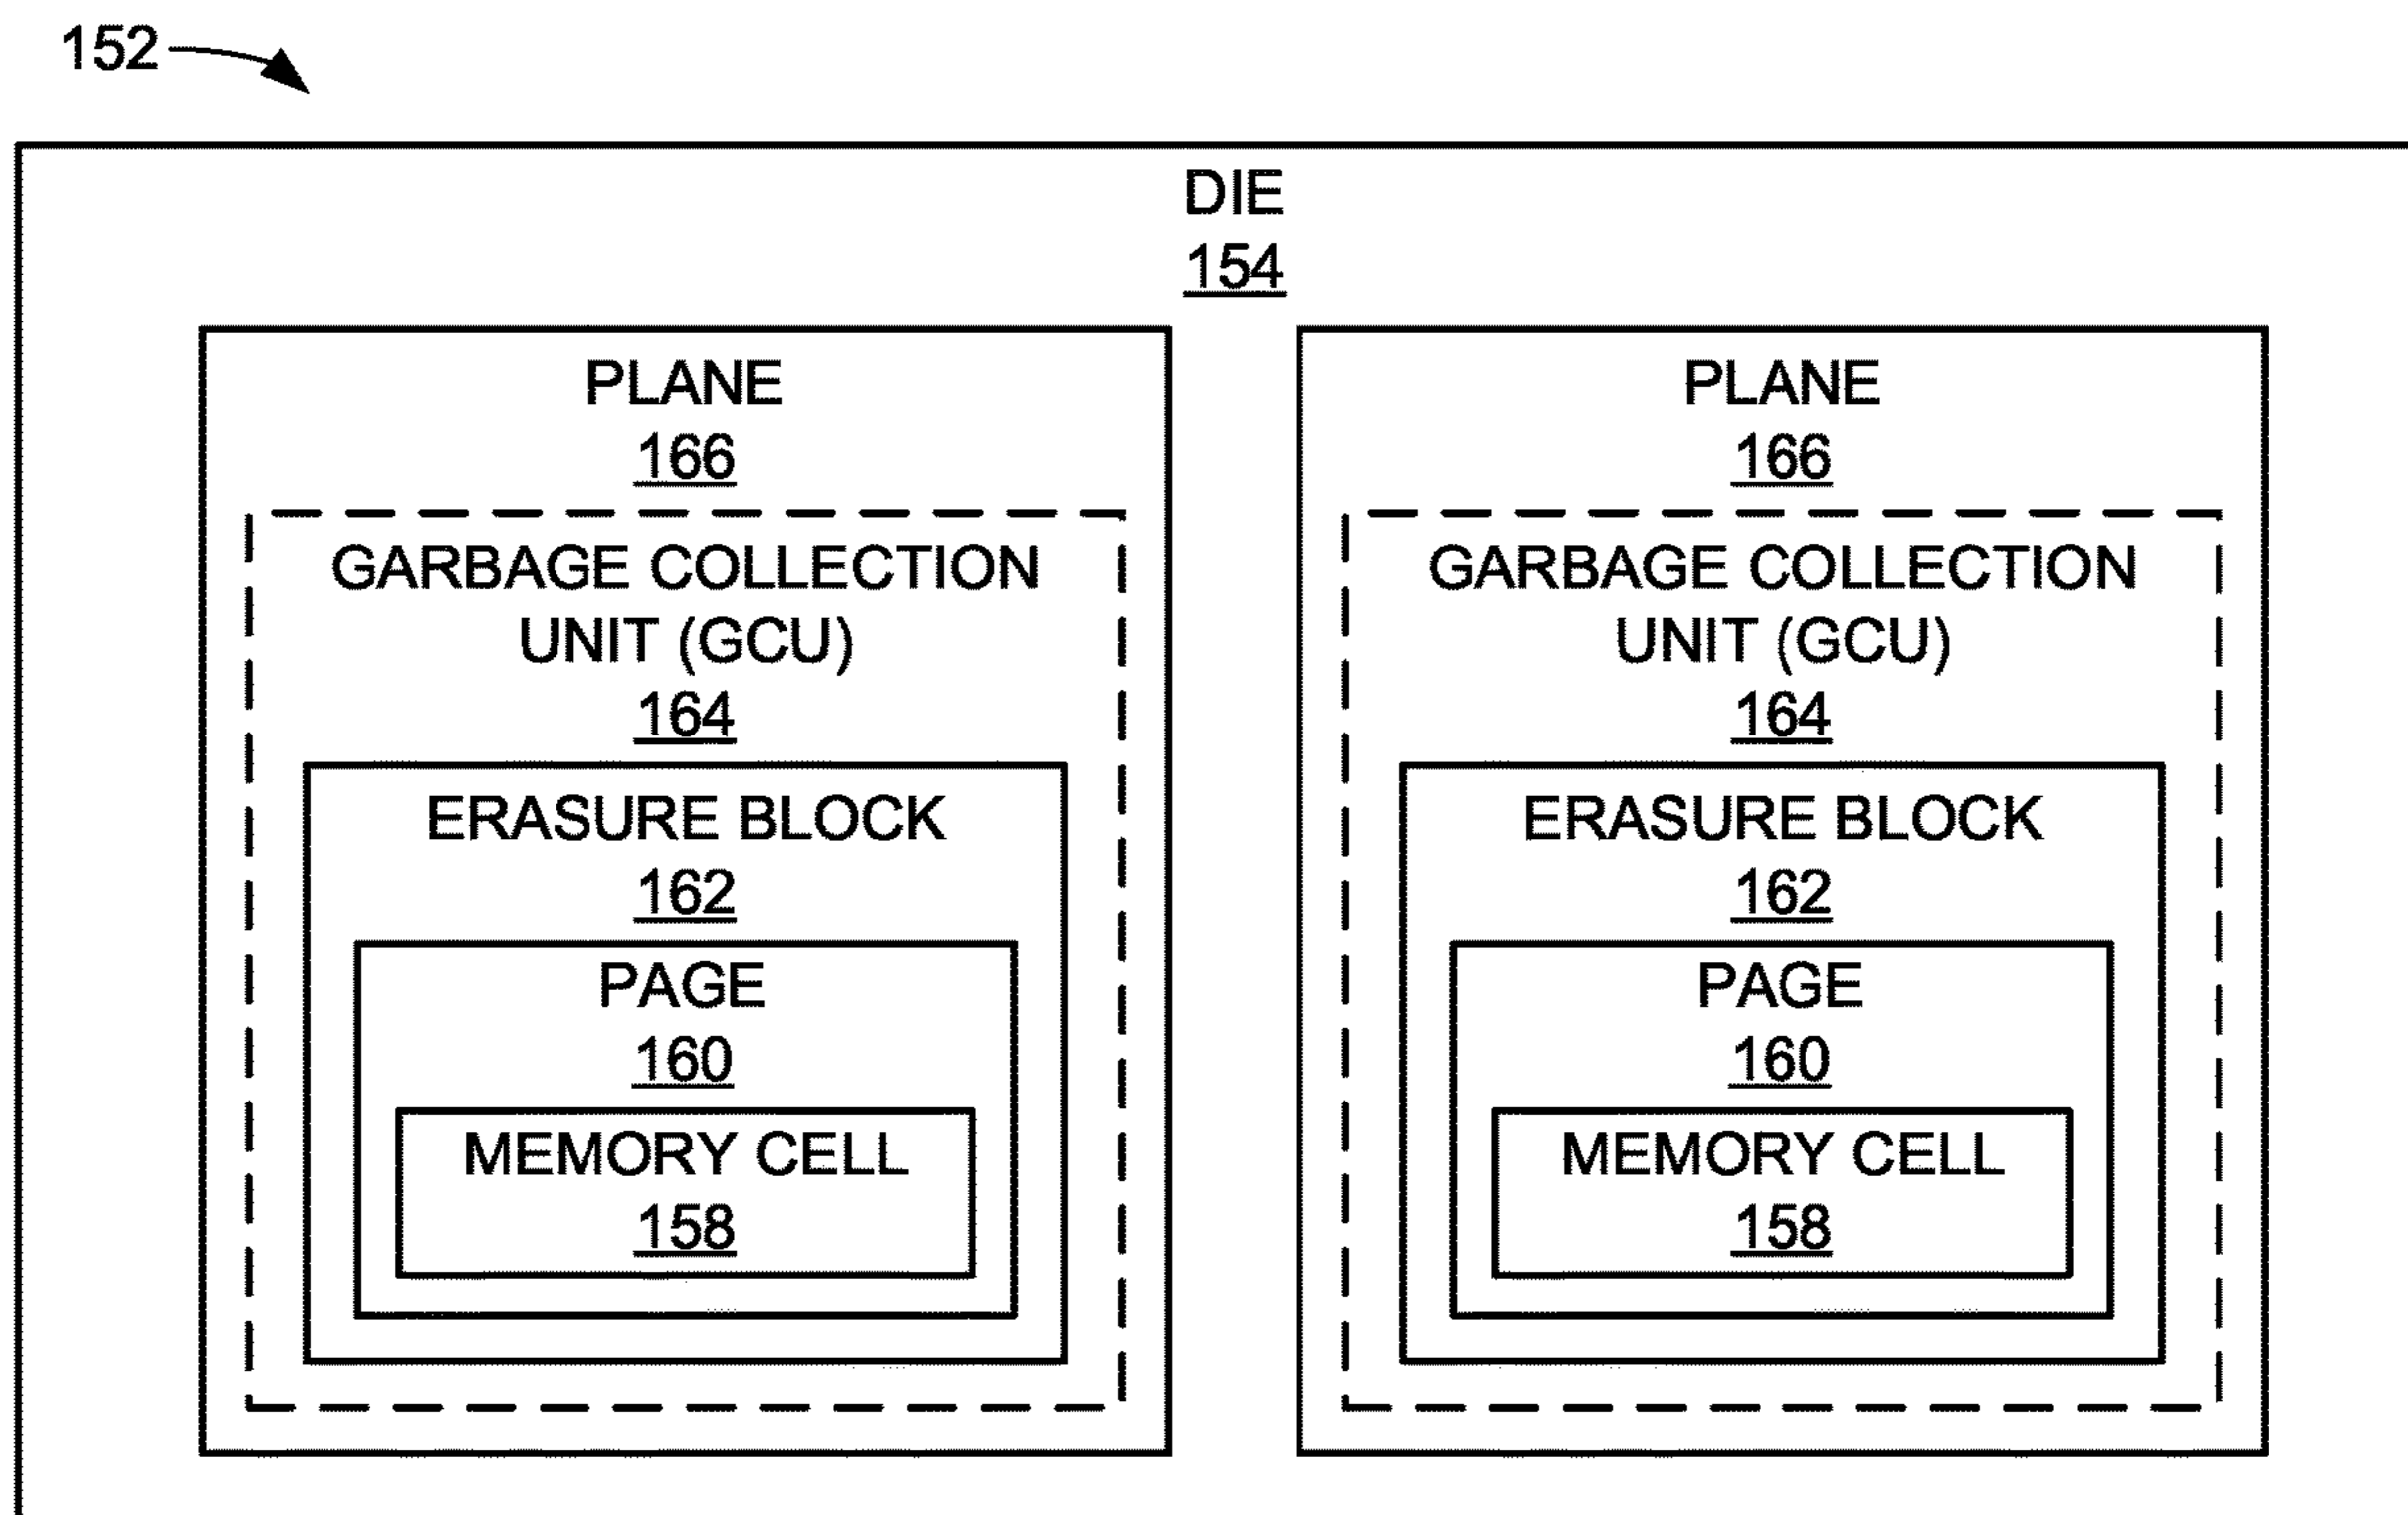 152
DIE
154
PLANE
166
GARBAGE COLLECTION
UNIT (GCU)
164
ERASURE BLOCK
162
PAGE
160
MEMORY CELL
158
PLANE
166
GARBAGE COLLECTION
UNIT (GCU)
164
ERASURE BLOCK
162
PAGE
160
MEMORY CELL
158